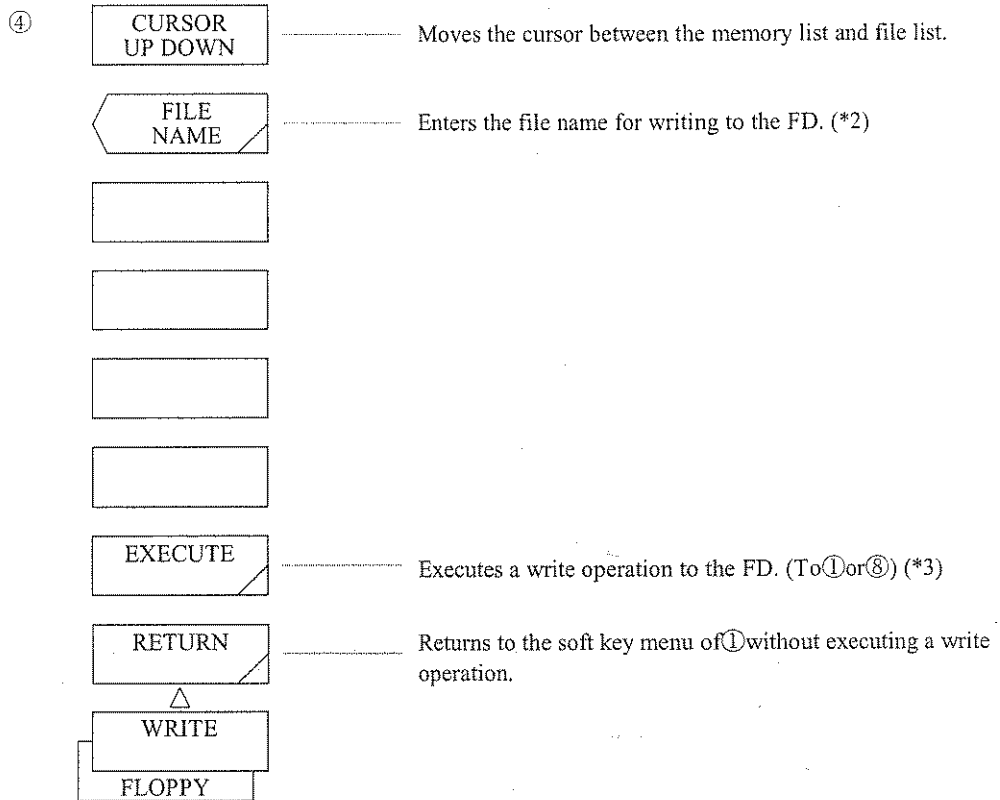 ④
CURSOR
UP DOWN
Moves the cursor between the memory list and file list.
FILE
NAME
Enters the file name for writing to the FD. (*2)
EXECUTE
Executes a write operation to the FD. (To①or⑧) (*3)
RETURN
Returns to the soft key menu of①without executing a write
operation.
WRITE
FLOPPY